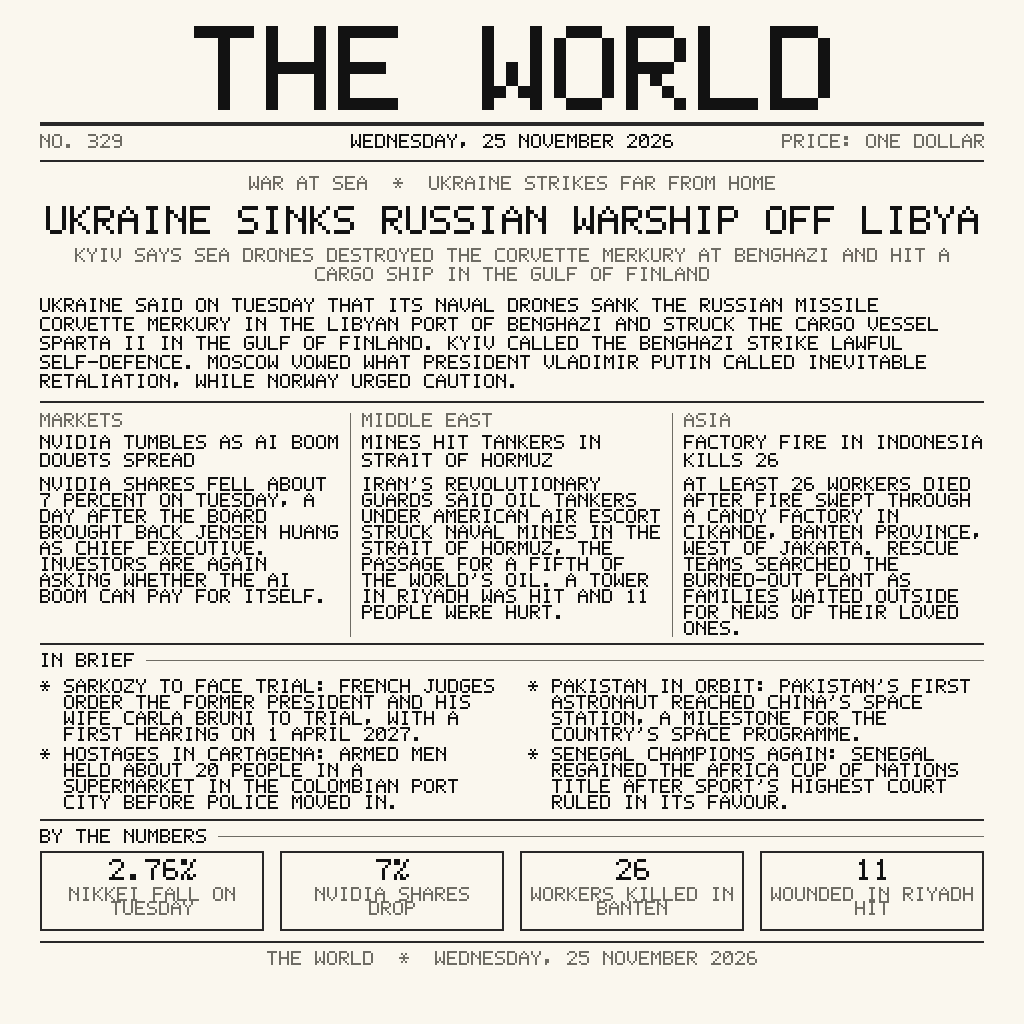 THE WORLD
NO. 329
WEDNESDAY, 25 NOVEMBER 2026
PRICE: ONE DOLLAR
WAR AT SEA * UKRAINE STRIKES FAR FROM HOME
UKRAINE SINKS RUSSIAN WARSHIP OFF LIBYA
KYIV SAYS SEA DRONES DESTROYED THE CORVETTE MERKURY AT BENGHAZI AND HIT A
CARGO SHIP IN THE GULF OF FINLAND
UKRAINE SAID ON TUESDAY THAT ITS NAVAL DRONES SANK THE RUSSIAN MISSILE
CORVETTE MERKURY IN THE LIBYAN PORT OF BENGHAZI AND STRUCK THE CARGO VESSEL
SPARTA II IN THE GULF OF FINLAND. KYIV CALLED THE BENGHAZI STRIKE LAWFUL
SELF-DEFENCE. MOSCOW VOWED WHAT PRESIDENT VLADIMIR PUTIN CALLED INEVITABLE
RETALIATION, WHILE NORWAY URGED CAUTION.
MARKETS
NVIDIA TUMBLES AS AI BOOM
DOUBTS SPREAD
NVIDIA SHARES FELL ABOUT
7 PERCENT ON TUESDAY, A
DAY AFTER THE BOARD
BROUGHT BACK JENSEN HUANG
AS CHIEF EXECUTIVE.
INVESTORS ARE AGAIN
ASKING WHETHER THE AI
BOOM CAN PAY FOR ITSELF.
MIDDLE EAST
MINES HIT TANKERS IN
STRAIT OF HORMUZ
IRAN'S REVOLUTIONARY
GUARDS SAID OIL TANKERS
UNDER AMERICAN AIR ESCORT
STRUCK NAVAL MINES IN THE
STRAIT OF HORMUZ, THE
PASSAGE FOR A FIFTH OF
THE WORLD'S OIL. A TOWER
IN RIYADH WAS HIT AND 11
PEOPLE WERE HURT.
ASIA
FACTORY FIRE IN INDONESIA
KILLS 26
AT LEAST 26 WORKERS DIED
AFTER FIRE SWEPT THROUGH
A CANDY FACTORY IN
CIKANDE, BANTEN PROVINCE,
WEST OF JAKARTA. RESCUE
TEAMS SEARCHED THE
BURNED-OUT PLANT AS
FAMILIES WAITED OUTSIDE
FOR NEWS OF THEIR LOVED
ONES.
IN BRIEF
* SARKOZY TO FACE TRIAL: FRENCH JUDGES
ORDER THE FORMER PRESIDENT AND HIS
WIFE CARLA BRUNI TO TRIAL, WITH A
FIRST HEARING ON 1 APRIL 2027.
* HOSTAGES IN CARTAGENA: ARMED MEN
HELD ABOUT 20 PEOPLE IN A
SUPERMARKET IN THE COLOMBIAN PORT
CITY BEFORE POLICE MOVED IN.
* PAKISTAN IN ORBIT: PAKISTAN'S FIRST
ASTRONAUT REACHED CHINA'S SPACE
STATION, A MILESTONE FOR THE
COUNTRY'S SPACE PROGRAMME.
* SENEGAL CHAMPIONS AGAIN: SENEGAL
REGAINED THE AFRICA CUP OF NATIONS
TITLE AFTER SPORT'S HIGHEST COURT
RULED IN ITS FAVOUR.
BY THE NUMBERS
2.76%
NIKKEI FALL ON
TUESDAY
7%
NVIDIA SHARES
DROP
26
WORKERS KILLED IN
BANTEN
11
WOUNDED IN RIYADH
HIT
THE WORLD * WEDNESDAY, 25 NOVEMBER 2026